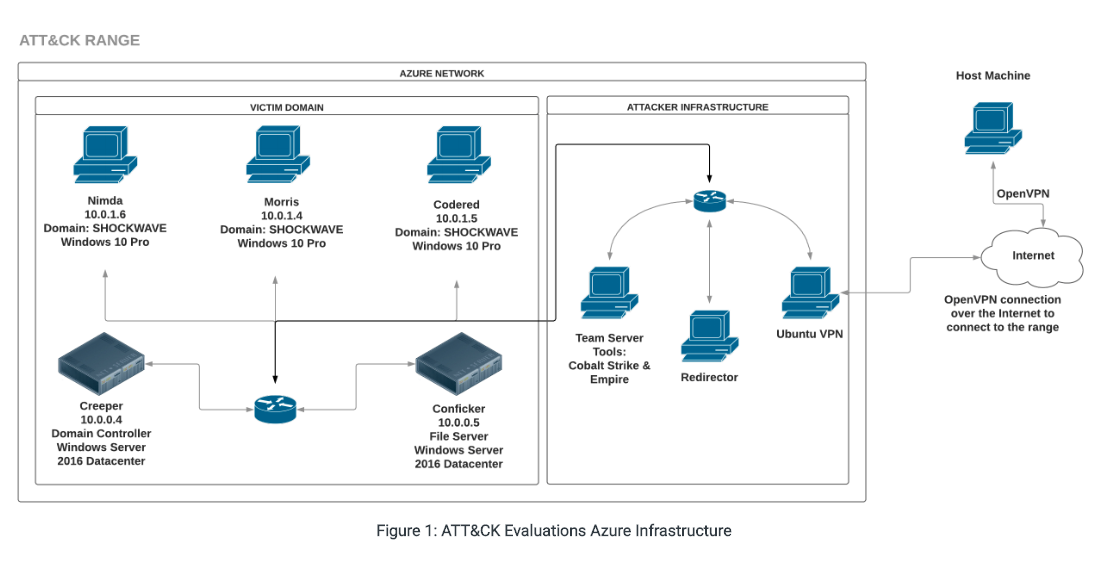 ATT&CK RANGE
AZURE NETWORK
VICTIM DOMAIN
Nimda
10.0.1.6
Domain: SHOCKWAVE
Windows 10 Pro
Morris
10.0.1.4
Domain: SHOCKWAVE
Windows 10 Pro
Codered
10.0.1.5
Domain: SHOCKWAVE
Windows 10 Pro
Creeper
10.0.0.4
Domain Controller
Windows Server
2016 Datacenter
Conficker
10.0.0.5
File Server
Windows Server
2016 Datacenter
ATTACKER INFRASTRUCTURE
Team Server
Tools:
Cobalt Strike &
Empire
Redirector
Ubuntu VPN
Host Machine
OpenVPN
Internet
OpenVPN connection
over the Internet to
connect to the range
Figure 1: ATT&CK Evaluations Azure Infrastructure